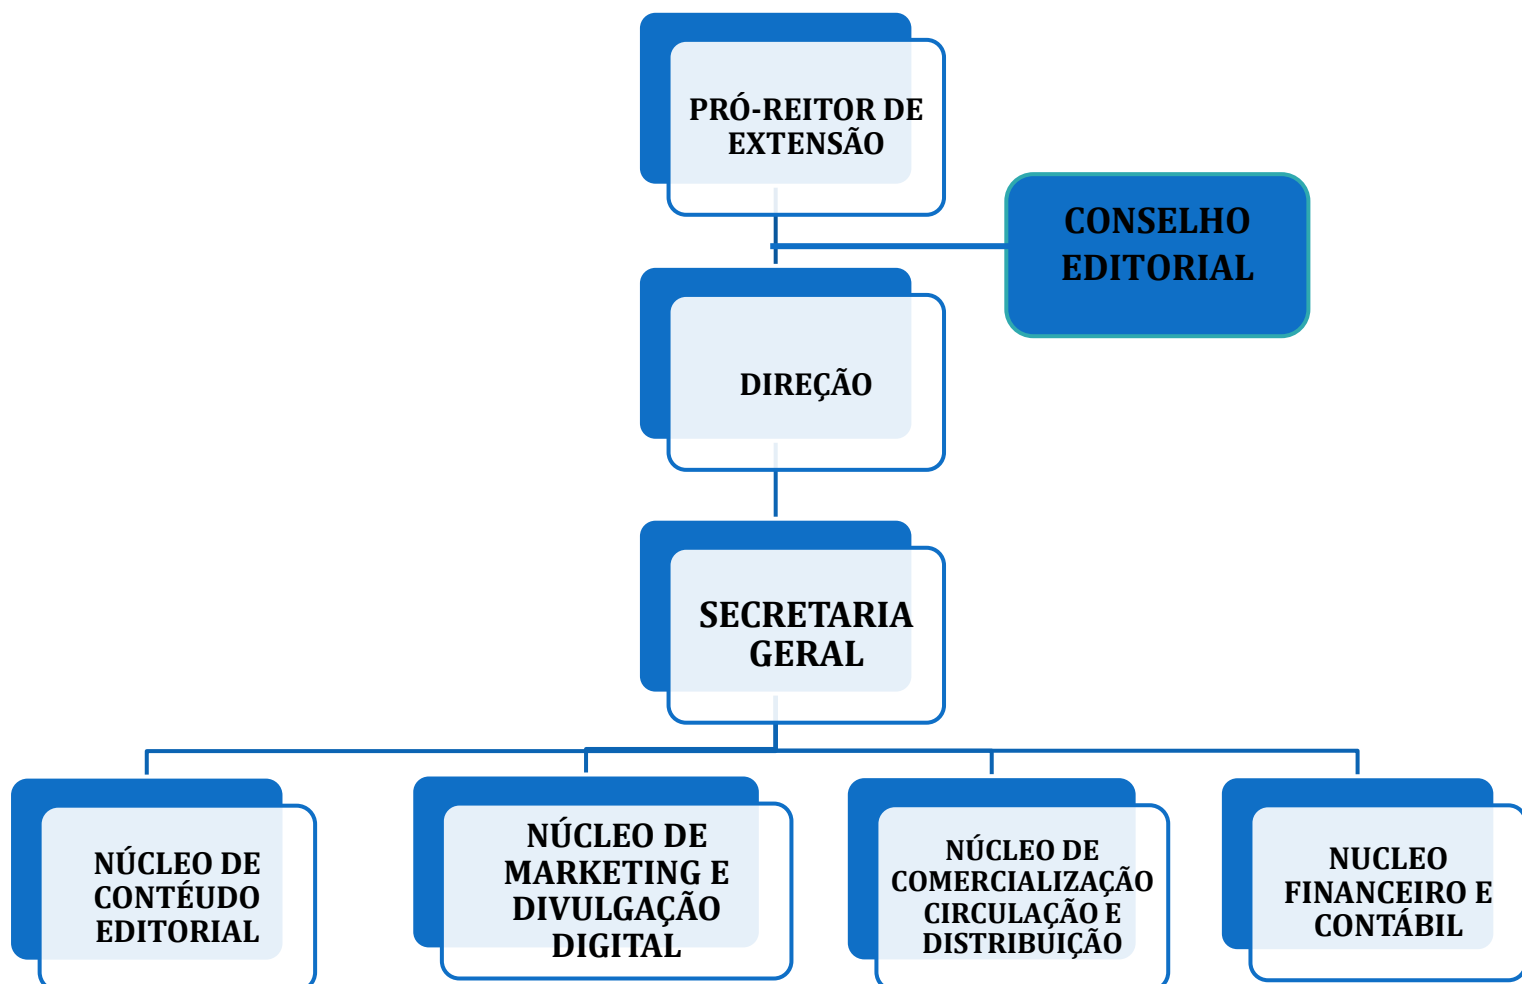 PRÓ-REITOR DE
EXTENSÃO
CONSELHO
EDITORIAL
DIREÇÃO
SECRETARIA
GERAL
NÚCLEO DE
CONTÉUDO
EDITORIAL
NÚCLEO DE
MARKETING E
DIVULGAÇÃO
DIGITAL
NÚCLEO DE
COMERCIALIZAÇÃO
CIRCULAÇÃO E
DISTRIBUIÇÃO
NUCLEO
FINANCEIRO E
CONTÁBIL